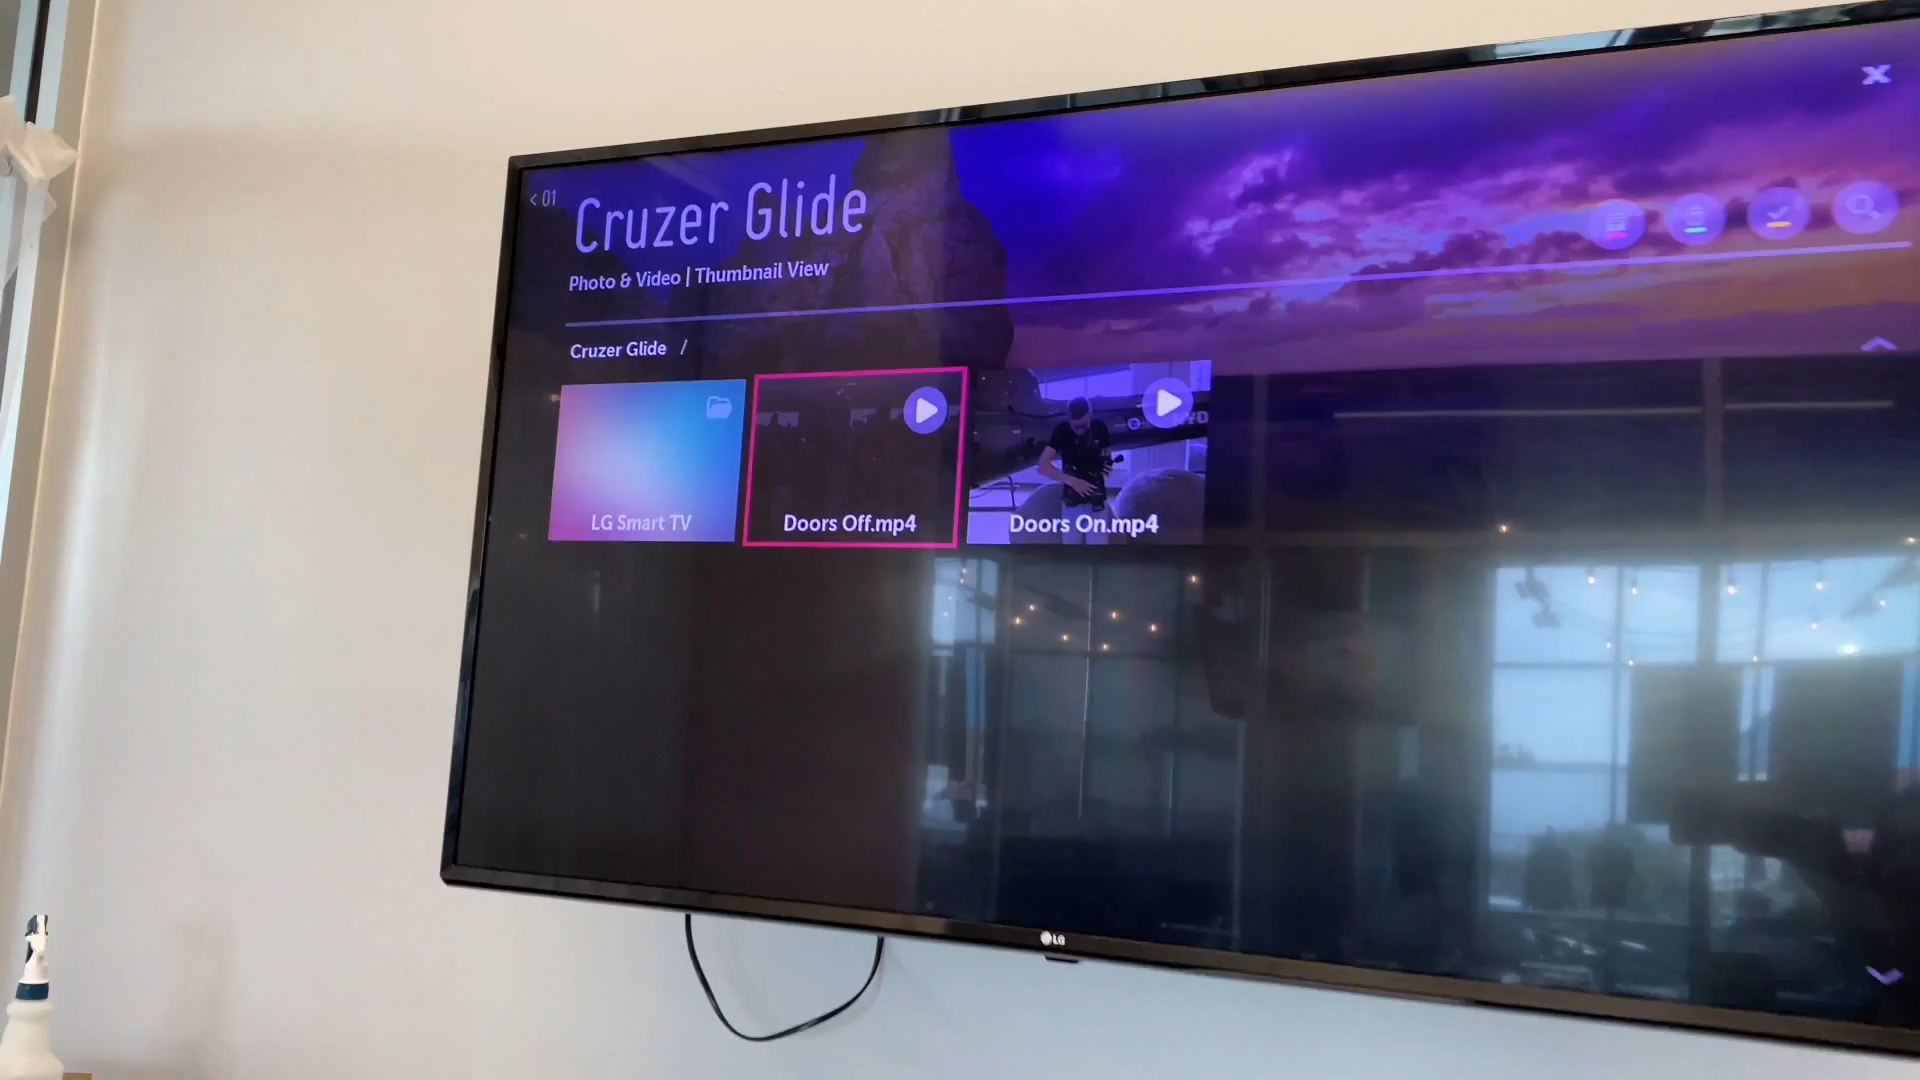 < 01
Cruzer Glide
Photo & Video | Thumbnail View
Cruzer Glide /
LG Smart TV
Doors Off.mp4
Doors On.mp4
LG